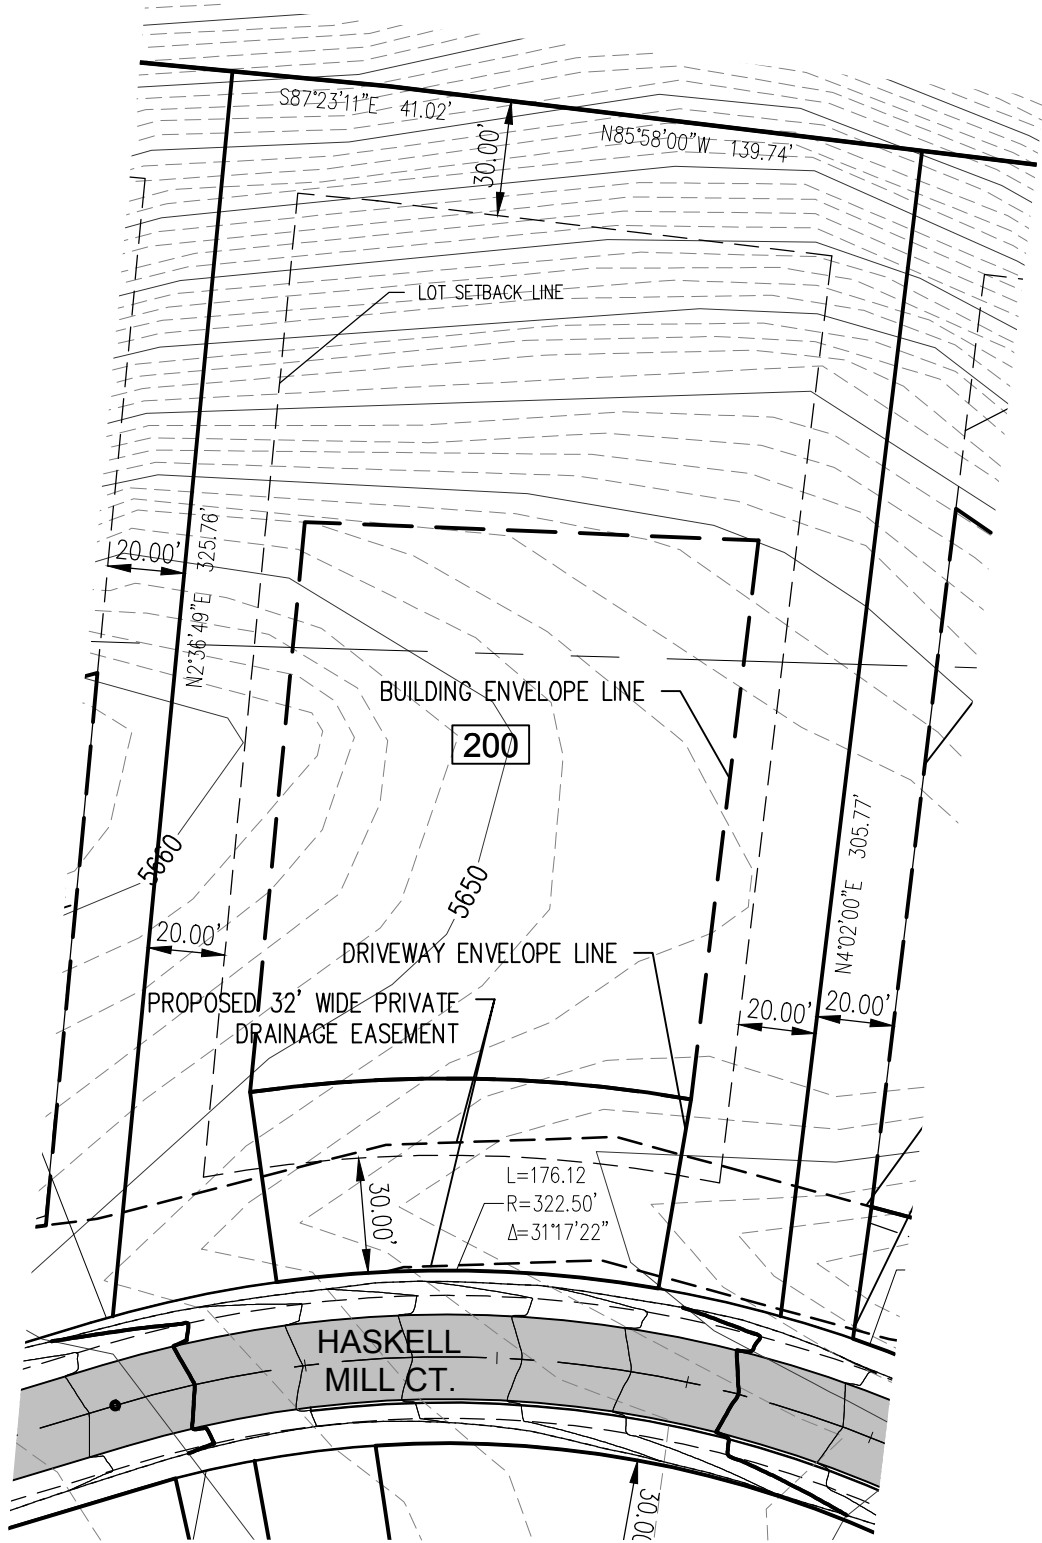 S87°23'11"E 41.02'
N85°58'00"W 139.74'
30.00'
LOT SETBACK LINE
20.00'
N2°36'49"E 325.76'
BUILDING ENVELOPE LINE
200
5660
5650
N4°02'00"E 305.77'
20.00'
DRIVEWAY ENVELOPE LINE
PROPOSED 32' WIDE PRIVATE
DRAINAGE EASEMENT
20.00'
20.00'
30.00'
L=176.12
R=322.50'
Δ=31°17'22"
HASKELL
MILL CT.
30.00